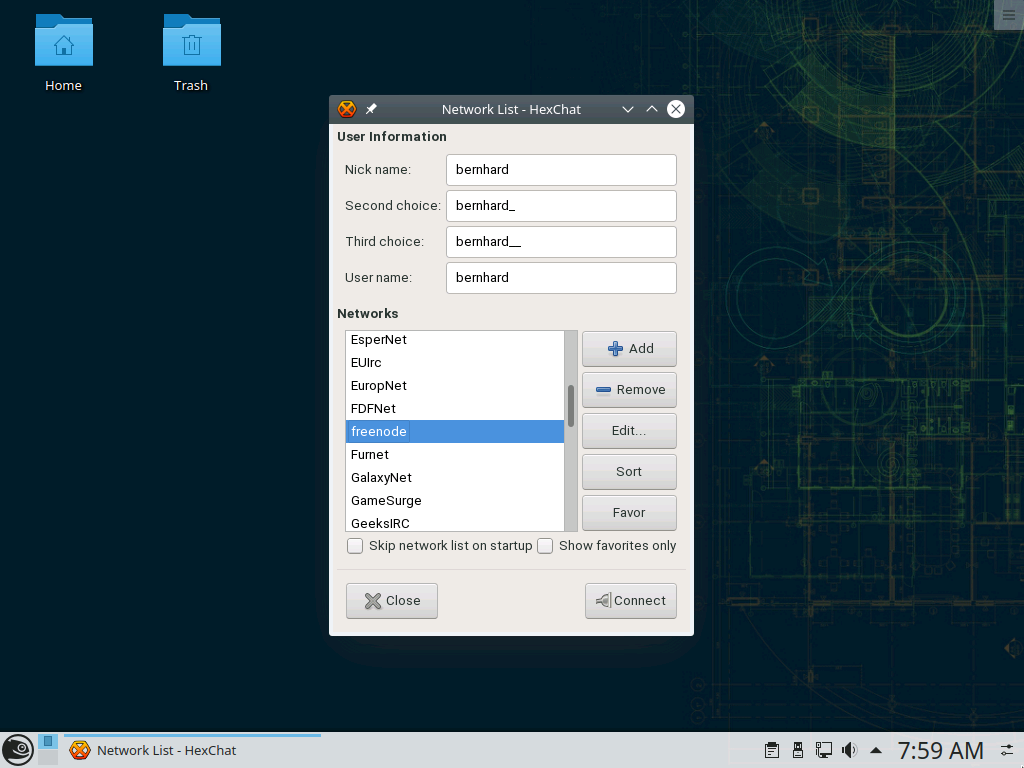 Home
Trash
Network List - HexChat
User Information
Nick name: bernhard
Second choice: bernhard_
Third choice: bernhard__
User name: bernhard
Networks
EsperNet
EUIrc
EuropNet
FDFNet
freenode
Furnet
GalaxyNet
GameSurge
GeeksIRC
Add
Remove
Edit...
Sort
Favor
Skip network list on startup
Show favorites only
Close
Connect
Network List - HexChat
7:59 AM